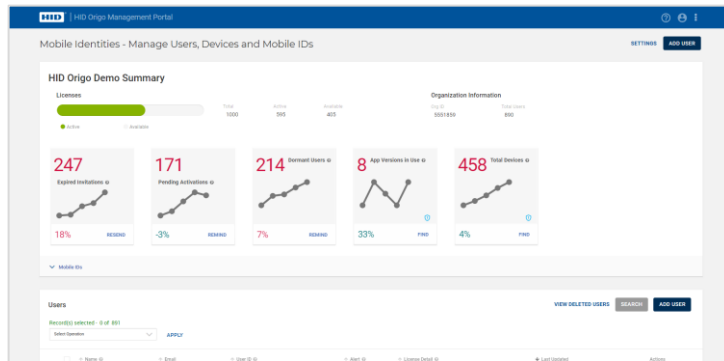 HID | HID Origo Management Portal
Mobile Identities - Manage Users, Devices and Mobile IDs
SETTINGS ADD USER
HID Origo Demo Summary
Licenses
Organization Information
Total Active Available
Org ID Total Users
1000 595 403
5551859 890
Active Available
247
Expired Invitations
18% RESEND
171
Pending Activations
-3% REMIND
214 Dormant Users
7% REMIND
8 App Versions in Use
33% FIND
458 Total Devices
4% FIND
Mobile IDs
Users
VIEW DELETED USERS SEARCH ADD USER
Record(s) selected - 0 of 891
Select Operation APPLY
Name Email User ID Alert License Detail Last Updated Actions